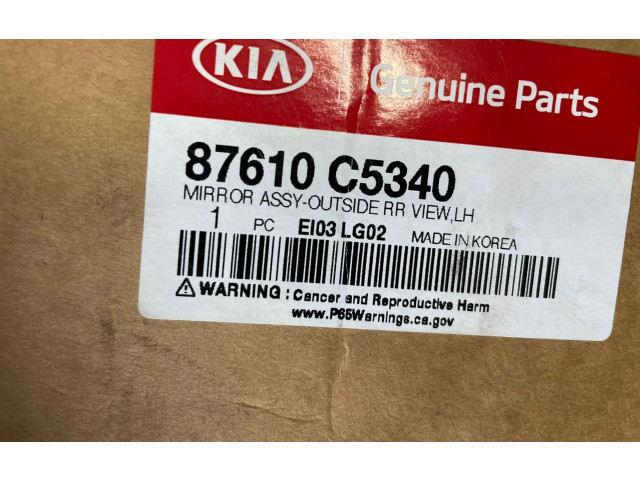 KIA Genuine Parts
87610 C5340
MIRROR ASSY-OUTSIDE RR VIEW,LH
1 PC EI03 LG02 MADE IN KOREA
⚠ WARNING : Cancer and Reproductive Harm
www.P65Warnings.ca.gov